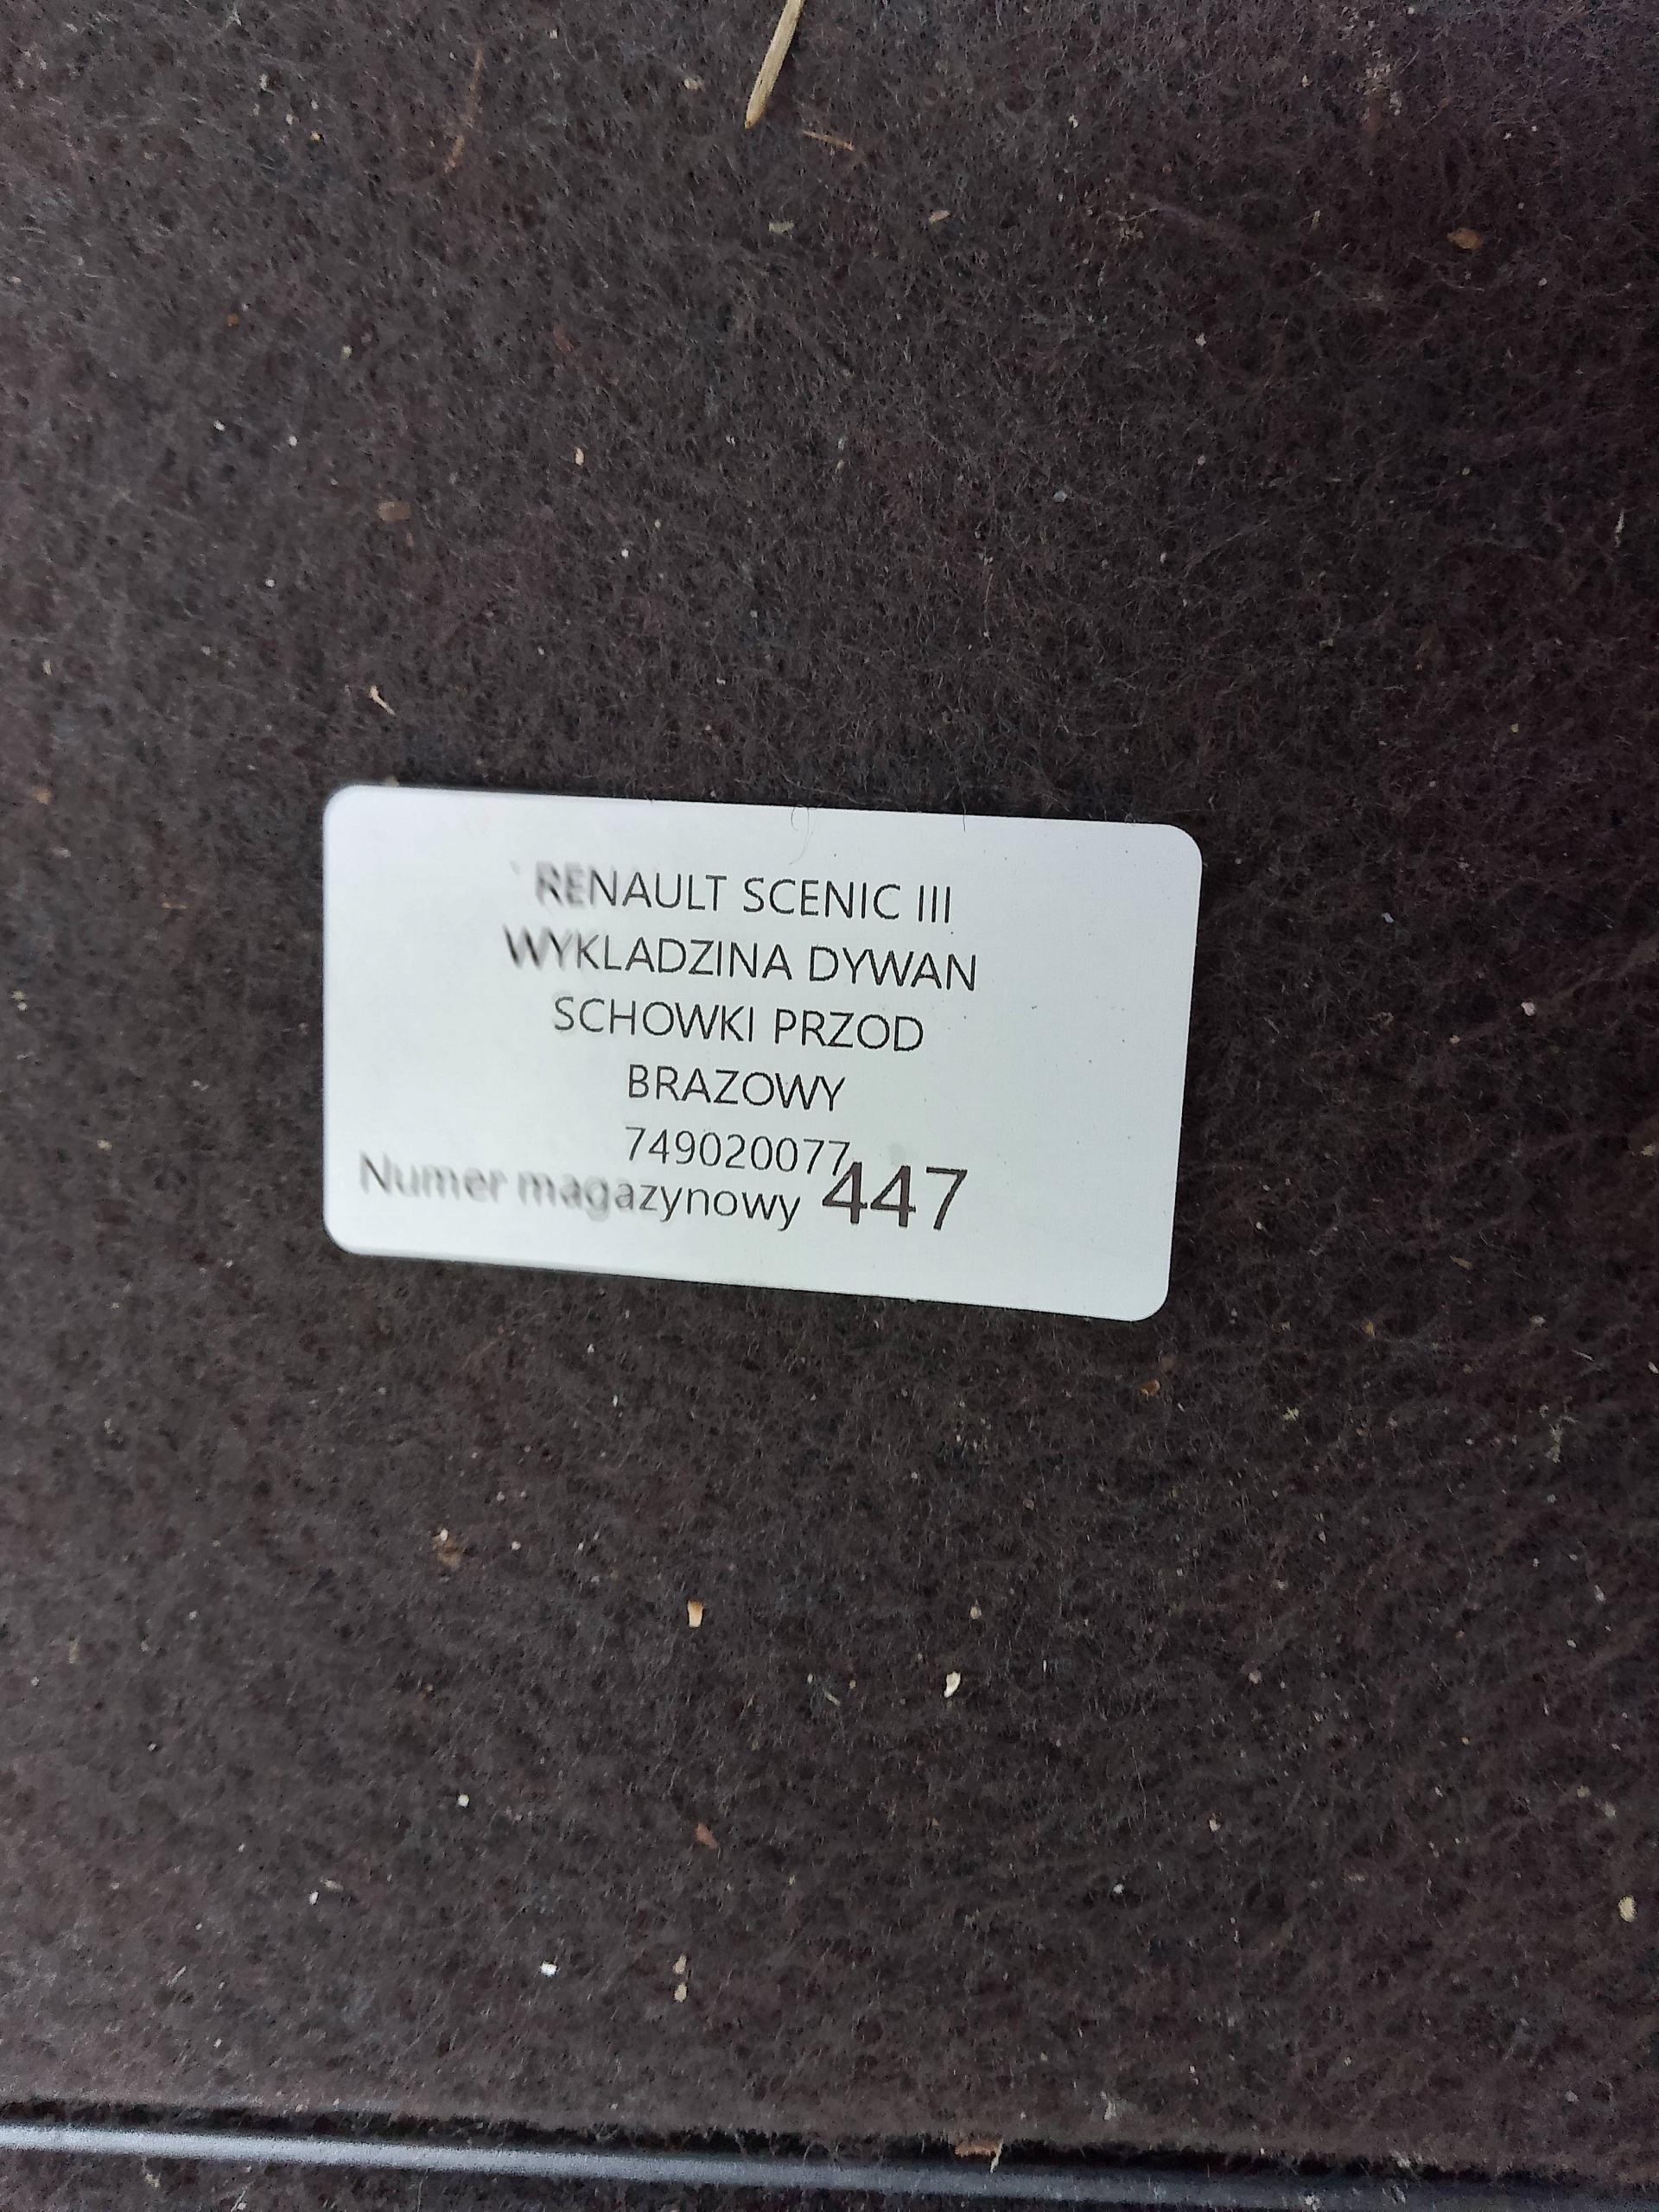 RENAULT SCENIC III
WYKLADZINA DYWAN
SCHOWKI PRZOD
BRAZOWY
749020077
Numer magazynowy 447